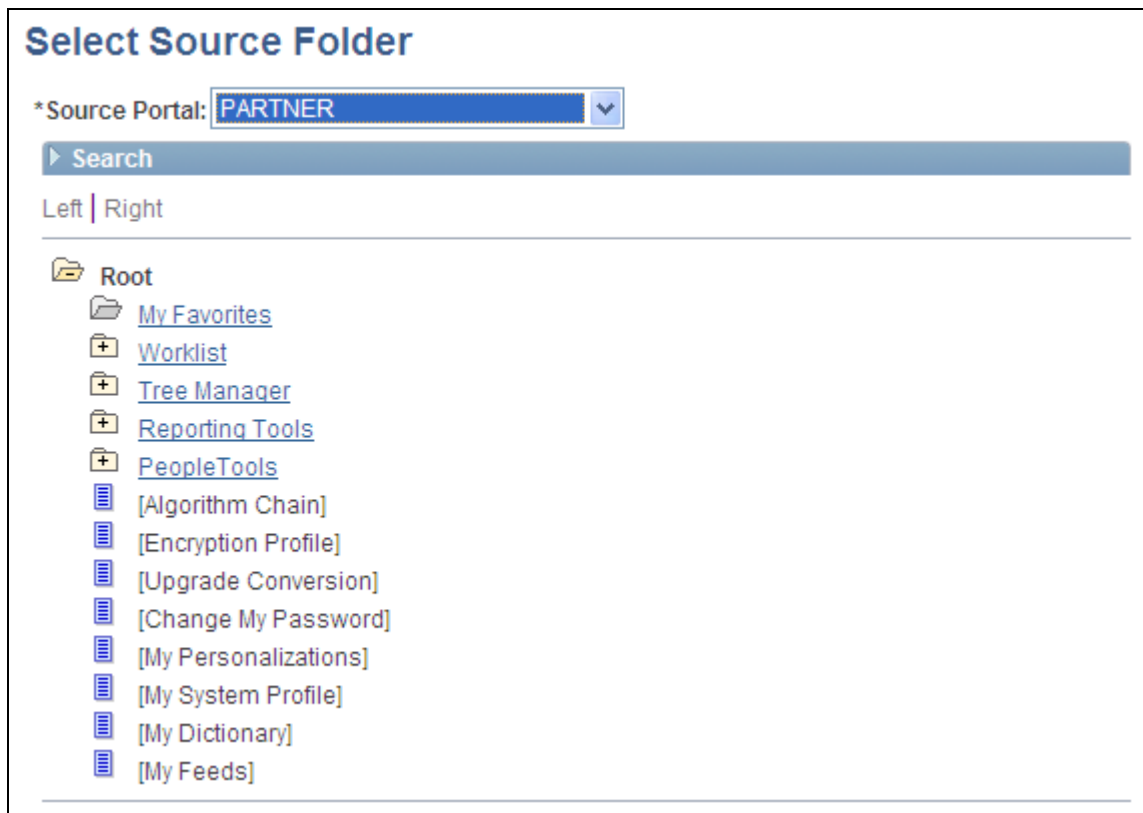 Select Source Folder
*Source Portal: PARTNER
Search
Left | Right
Root
My Favorites
Worklist
Tree Manager
Reporting Tools
PeopleTools
[Algorithm Chain]
[Encryption Profile]
[Upgrade Conversion]
[Change My Password]
[My Personalizations]
[My System Profile]
[My Dictionary]
[My Feeds]